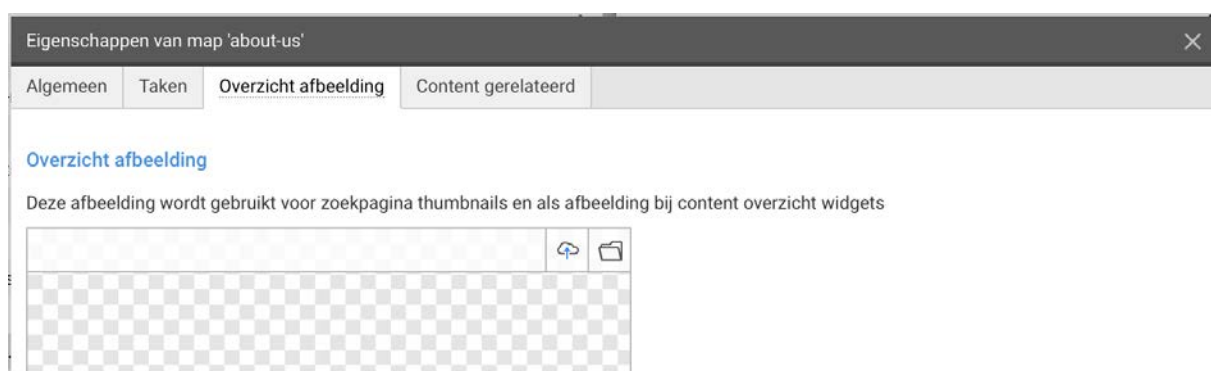 Eigenschappen van map 'about-us'
Algemeen Taken Overzicht afbeelding Content gerelateerd
Overzicht afbeelding
Deze afbeelding wordt gebruikt voor zoekpagina thumbnails en als afbeelding bij content overzicht widgets